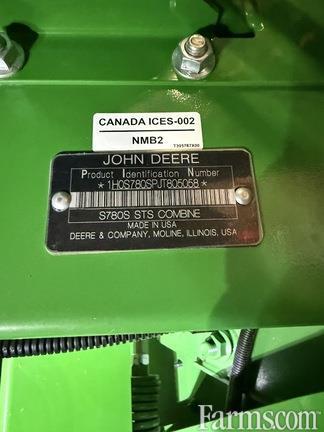 CANADA ICES-002
NMB2
T395787X00
JOHN DEERE
Product Identification Number
*1H0S780SPJT805058*
S780S STS COMBINE
MADE IN USA
DEERE & COMPANY, MOLINE, ILLINOIS, USA
Farms.com®